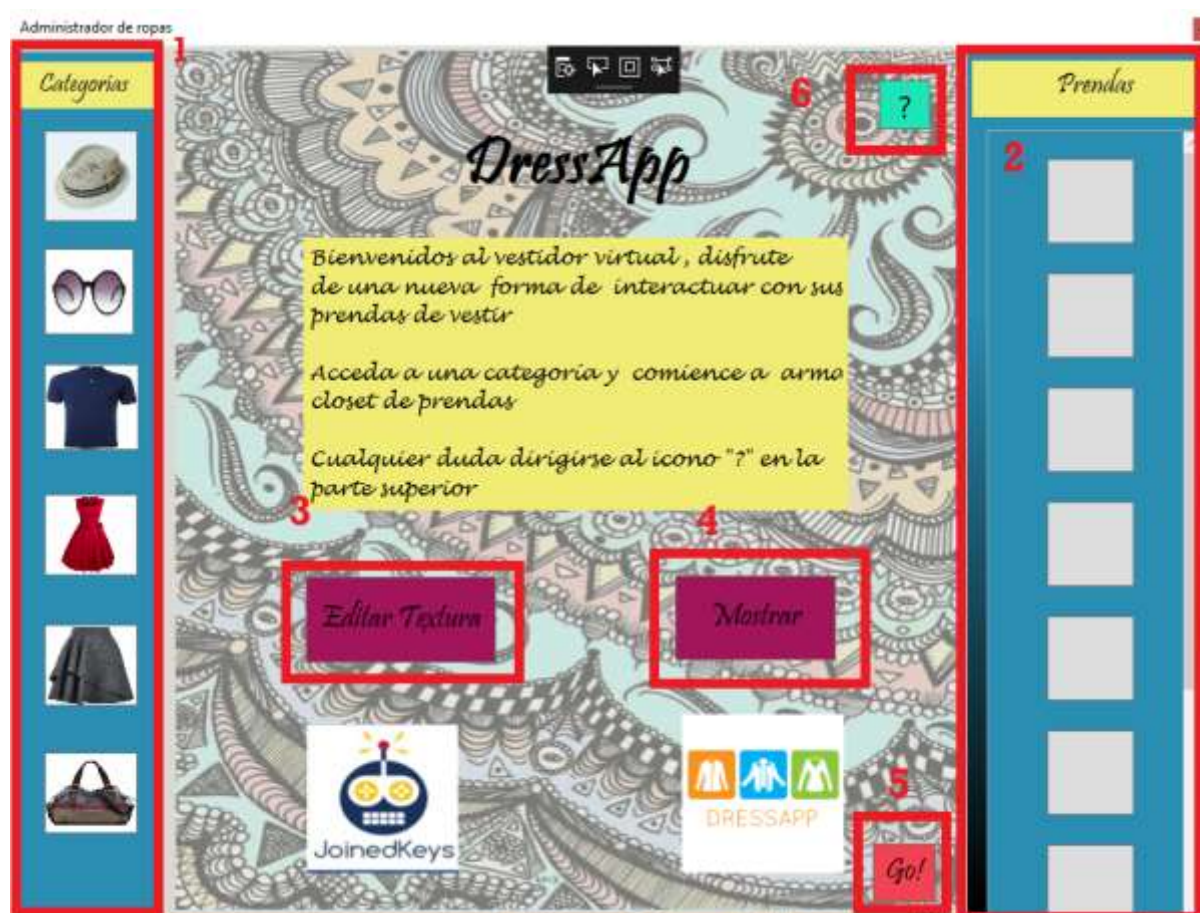 Administrador de ropas
1
Categorias
6
?
Prendas
2
DressApp
Bienvenidos al vestidor virtual , disfrute
de una nueva forma de interactuar con sus
prendas de vestir
Acceda a una categoria y comience a arma
closet de prendas
Cualquier duda dirigirse al icono "?" en la
parte superior
3
4
Editar Textura
Mostrar
JoinedKeys
DRESSAPP
5
Go!